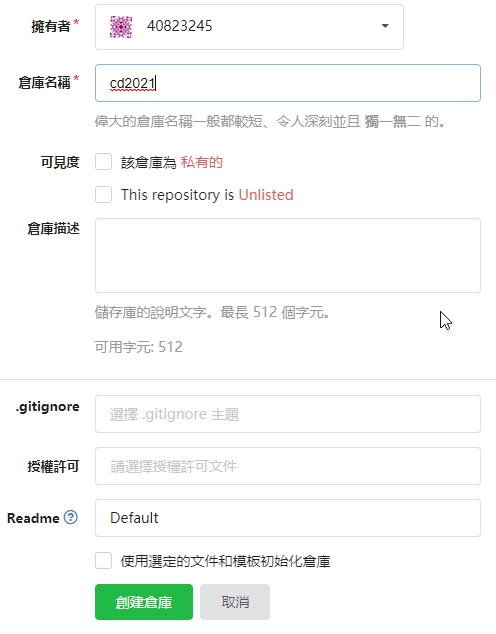 擁有者*
40823245
倉庫名稱*
cd2021
偉大的倉庫名稱一般都較短、令人深刻並且 獨一無二 的。
可見度
該倉庫為 私有的
This repository is Unlisted
倉庫描述
儲存庫的說明文字。最長 512 個字元。
可用字元: 512
.gitignore
選擇 .gitignore 主題
授權許可
請選擇授權許可文件
Readme
Default
使用選定的文件和模板初始化倉庫
創建倉庫
取消